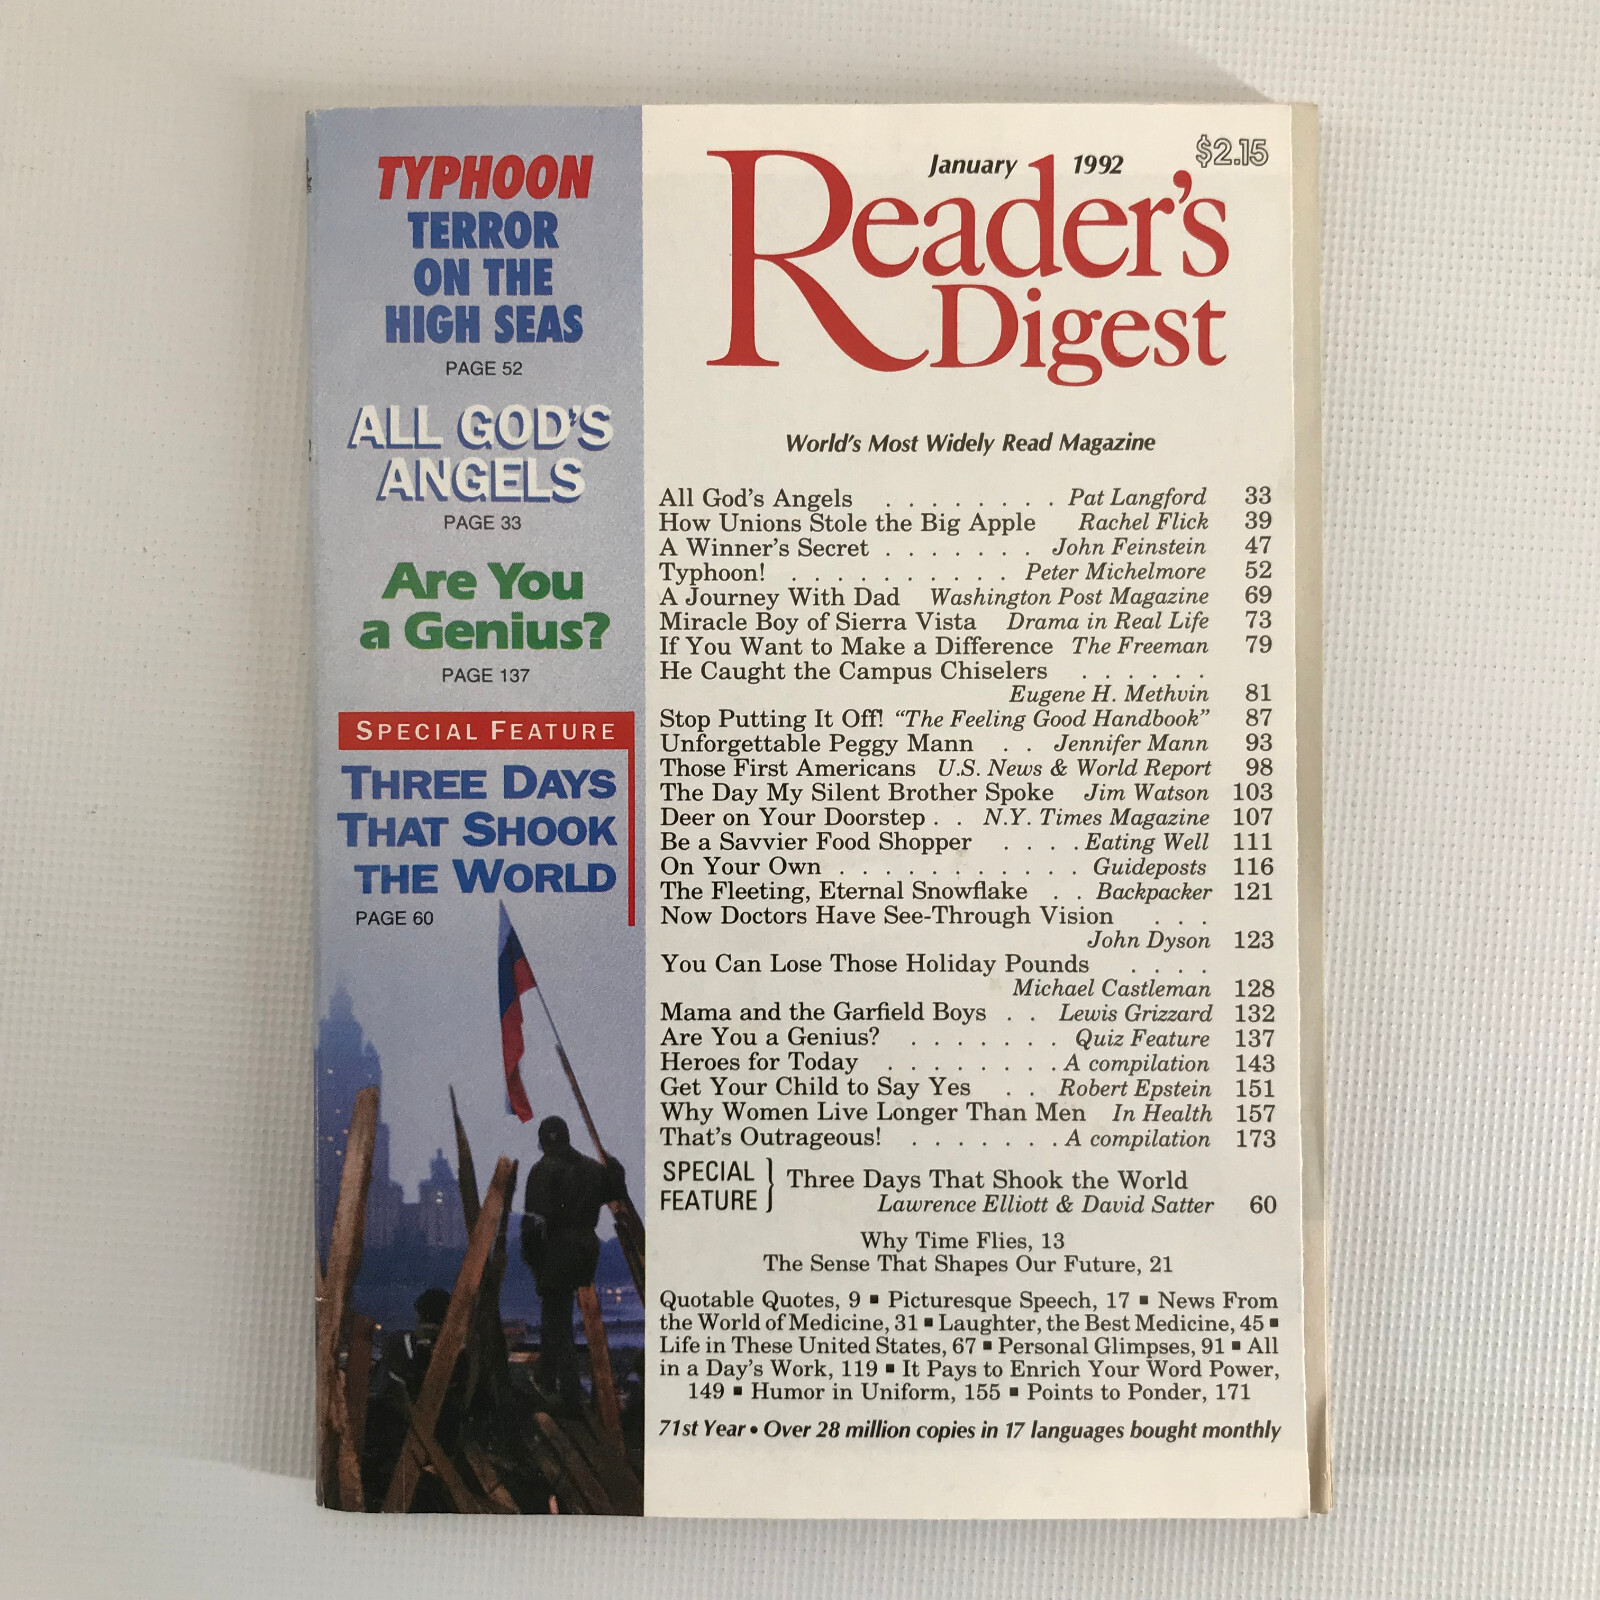 TYPHOON
TERROR
ON THE
HIGH SEAS
PAGE 52
ALL GOD'S
ANGELS
PAGE 33
Are You
a Genius?
PAGE 137
SPECIAL FEATURE
THREE DAYS
THAT SHOOK
THE WORLD
PAGE 60
January 1992
$2.15
Reader's
Digest
World's Most Widely Read Magazine
All God's Angels . . . . . . . . Pat Langford 33
How Unions Stole the Big Apple Rachel Flick 39
A Winner's Secret . . . . . . . John Feinstein 47
Typhoon! . . . . . . . . . . Peter Michelmore 52
A Journey With Dad Washington Post Magazine 69
Miracle Boy of Sierra Vista Drama in Real Life 73
If You Want to Make a Difference The Freeman 79
He Caught the Campus Chiselers . . . . . .
Eugene H. Methvin 81
Stop Putting It Off! “The Feeling Good Handbook” 87
Unforgettable Peggy Mann . . Jennifer Mann 93
Those First Americans U.S. News & World Report 98
The Day My Silent Brother Spoke Jim Watson 103
Deer on Your Doorstep . . N.Y. Times Magazine 107
Be a Savvier Food Shopper . . . . Eating Well 111
On Your Own . . . . . . . . . . . Guideposts 116
The Fleeting, Eternal Snowflake . . Backpacker 121
Now Doctors Have See-Through Vision . . .
John Dyson 123
You Can Lose Those Holiday Pounds . . . .
Michael Castleman 128
Mama and the Garfield Boys . . Lewis Grizzard 132
Are You a Genius? . . . . . . . Quiz Feature 137
Heroes for Today . . . . . . . . A compilation 143
Get Your Child to Say Yes . . Robert Epstein 151
Why Women Live Longer Than Men In Health 157
That's Outrageous! . . . . . . . A compilation 173
SPECIAL
FEATURE
Three Days That Shook the World
Lawrence Elliott & David Satter 60
Why Time Flies, 13
The Sense That Shapes Our Future, 21
Quotable Quotes, 9 ■ Picturesque Speech, 17 ■ News From
the World of Medicine, 31 ■ Laughter, the Best Medicine, 45 ■
Life in These United States, 67 ■ Personal Glimpses, 91 ■ All
in a Day's Work, 119 ■ It Pays to Enrich Your Word Power,
149 ■ Humor in Uniform, 155 ■ Points to Ponder, 171
71st Year • Over 28 million copies in 17 languages bought monthly